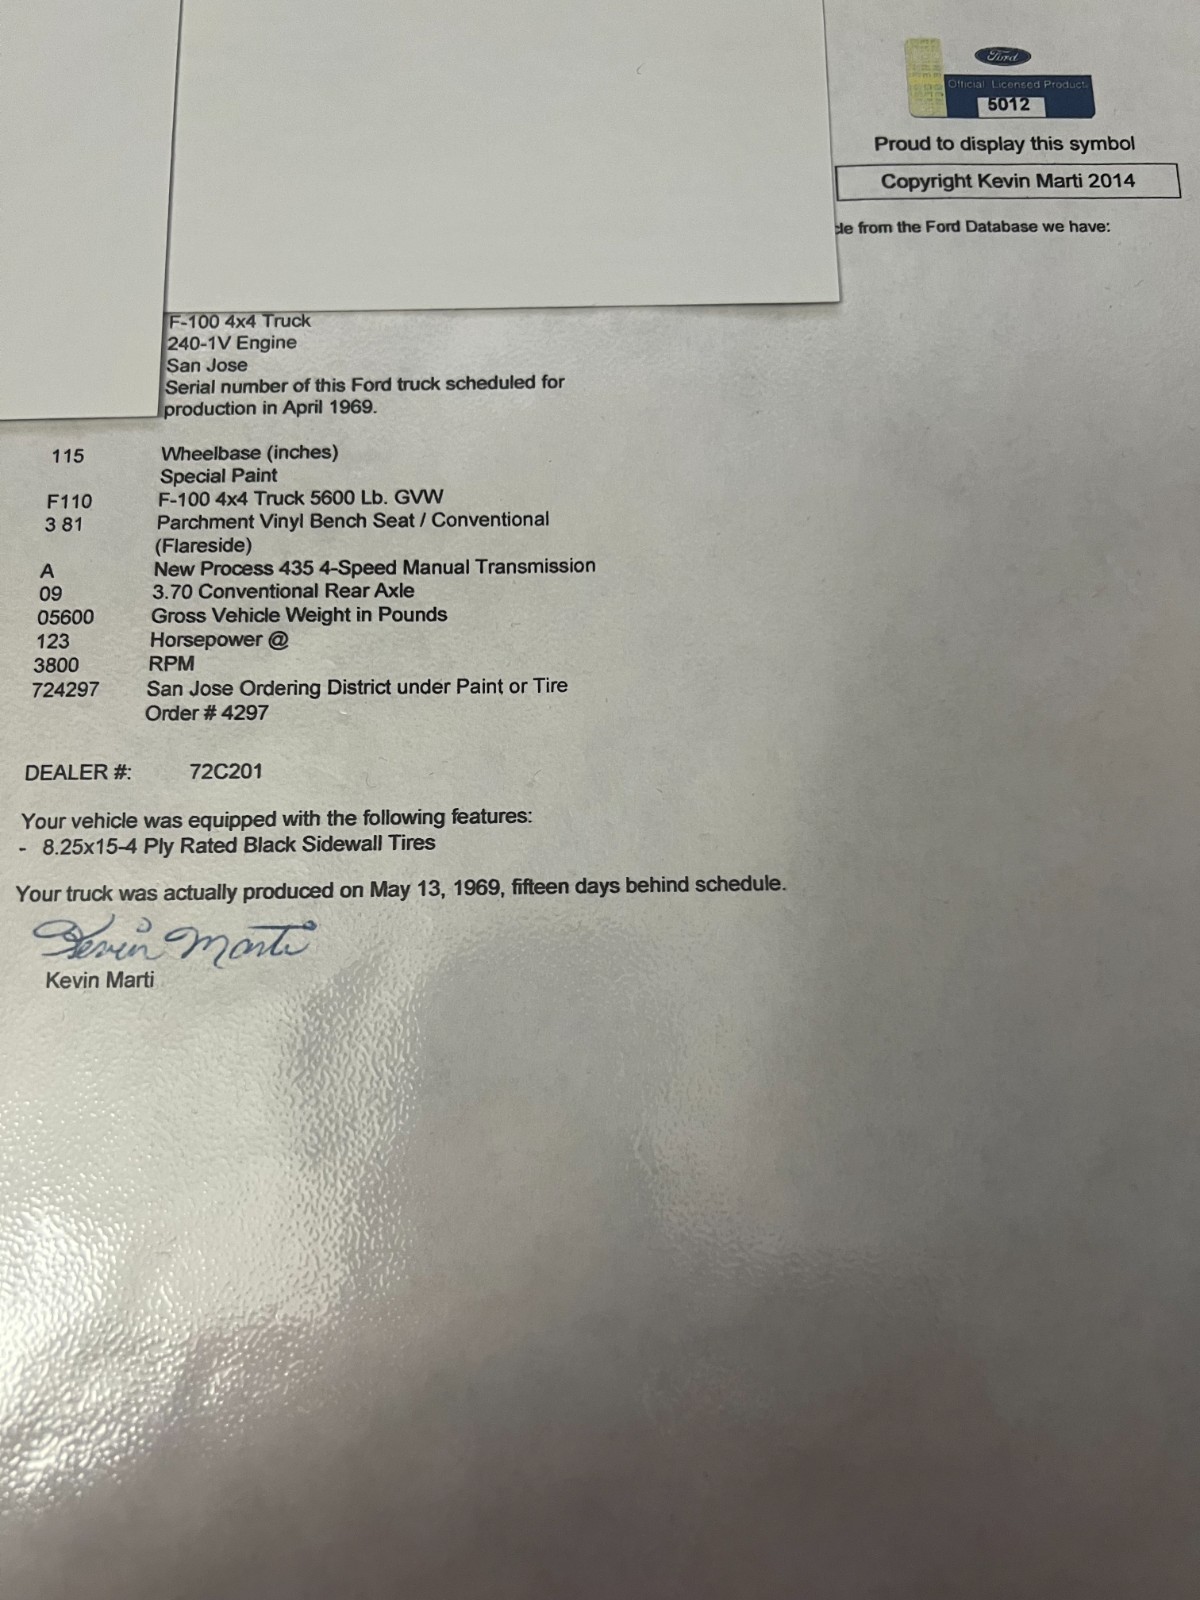 Ford
Official Licensed Product
5012
Proud to display this symbol
Copyright Kevin Marti 2014
from the Ford Database we have:
F-100 4x4 Truck
240-1V Engine
San Jose
Serial number of this Ford truck scheduled for
production in April 1969.
115 Wheelbase (inches)
Special Paint
F110 F-100 4x4 Truck 5600 Lb. GVW
3 81 Parchment Vinyl Bench Seat / Conventional
(Flareside)
A New Process 435 4-Speed Manual Transmission
09 3.70 Conventional Rear Axle
05600 Gross Vehicle Weight in Pounds
123 Horsepower @
3800 RPM
724297 San Jose Ordering District under Paint or Tire
Order # 4297
DEALER #: 72C201
Your vehicle was equipped with the following features:
- 8.25x15-4 Ply Rated Black Sidewall Tires
Your truck was actually produced on May 13, 1969, fifteen days behind schedule.
Kevin Marti
Kevin Marti